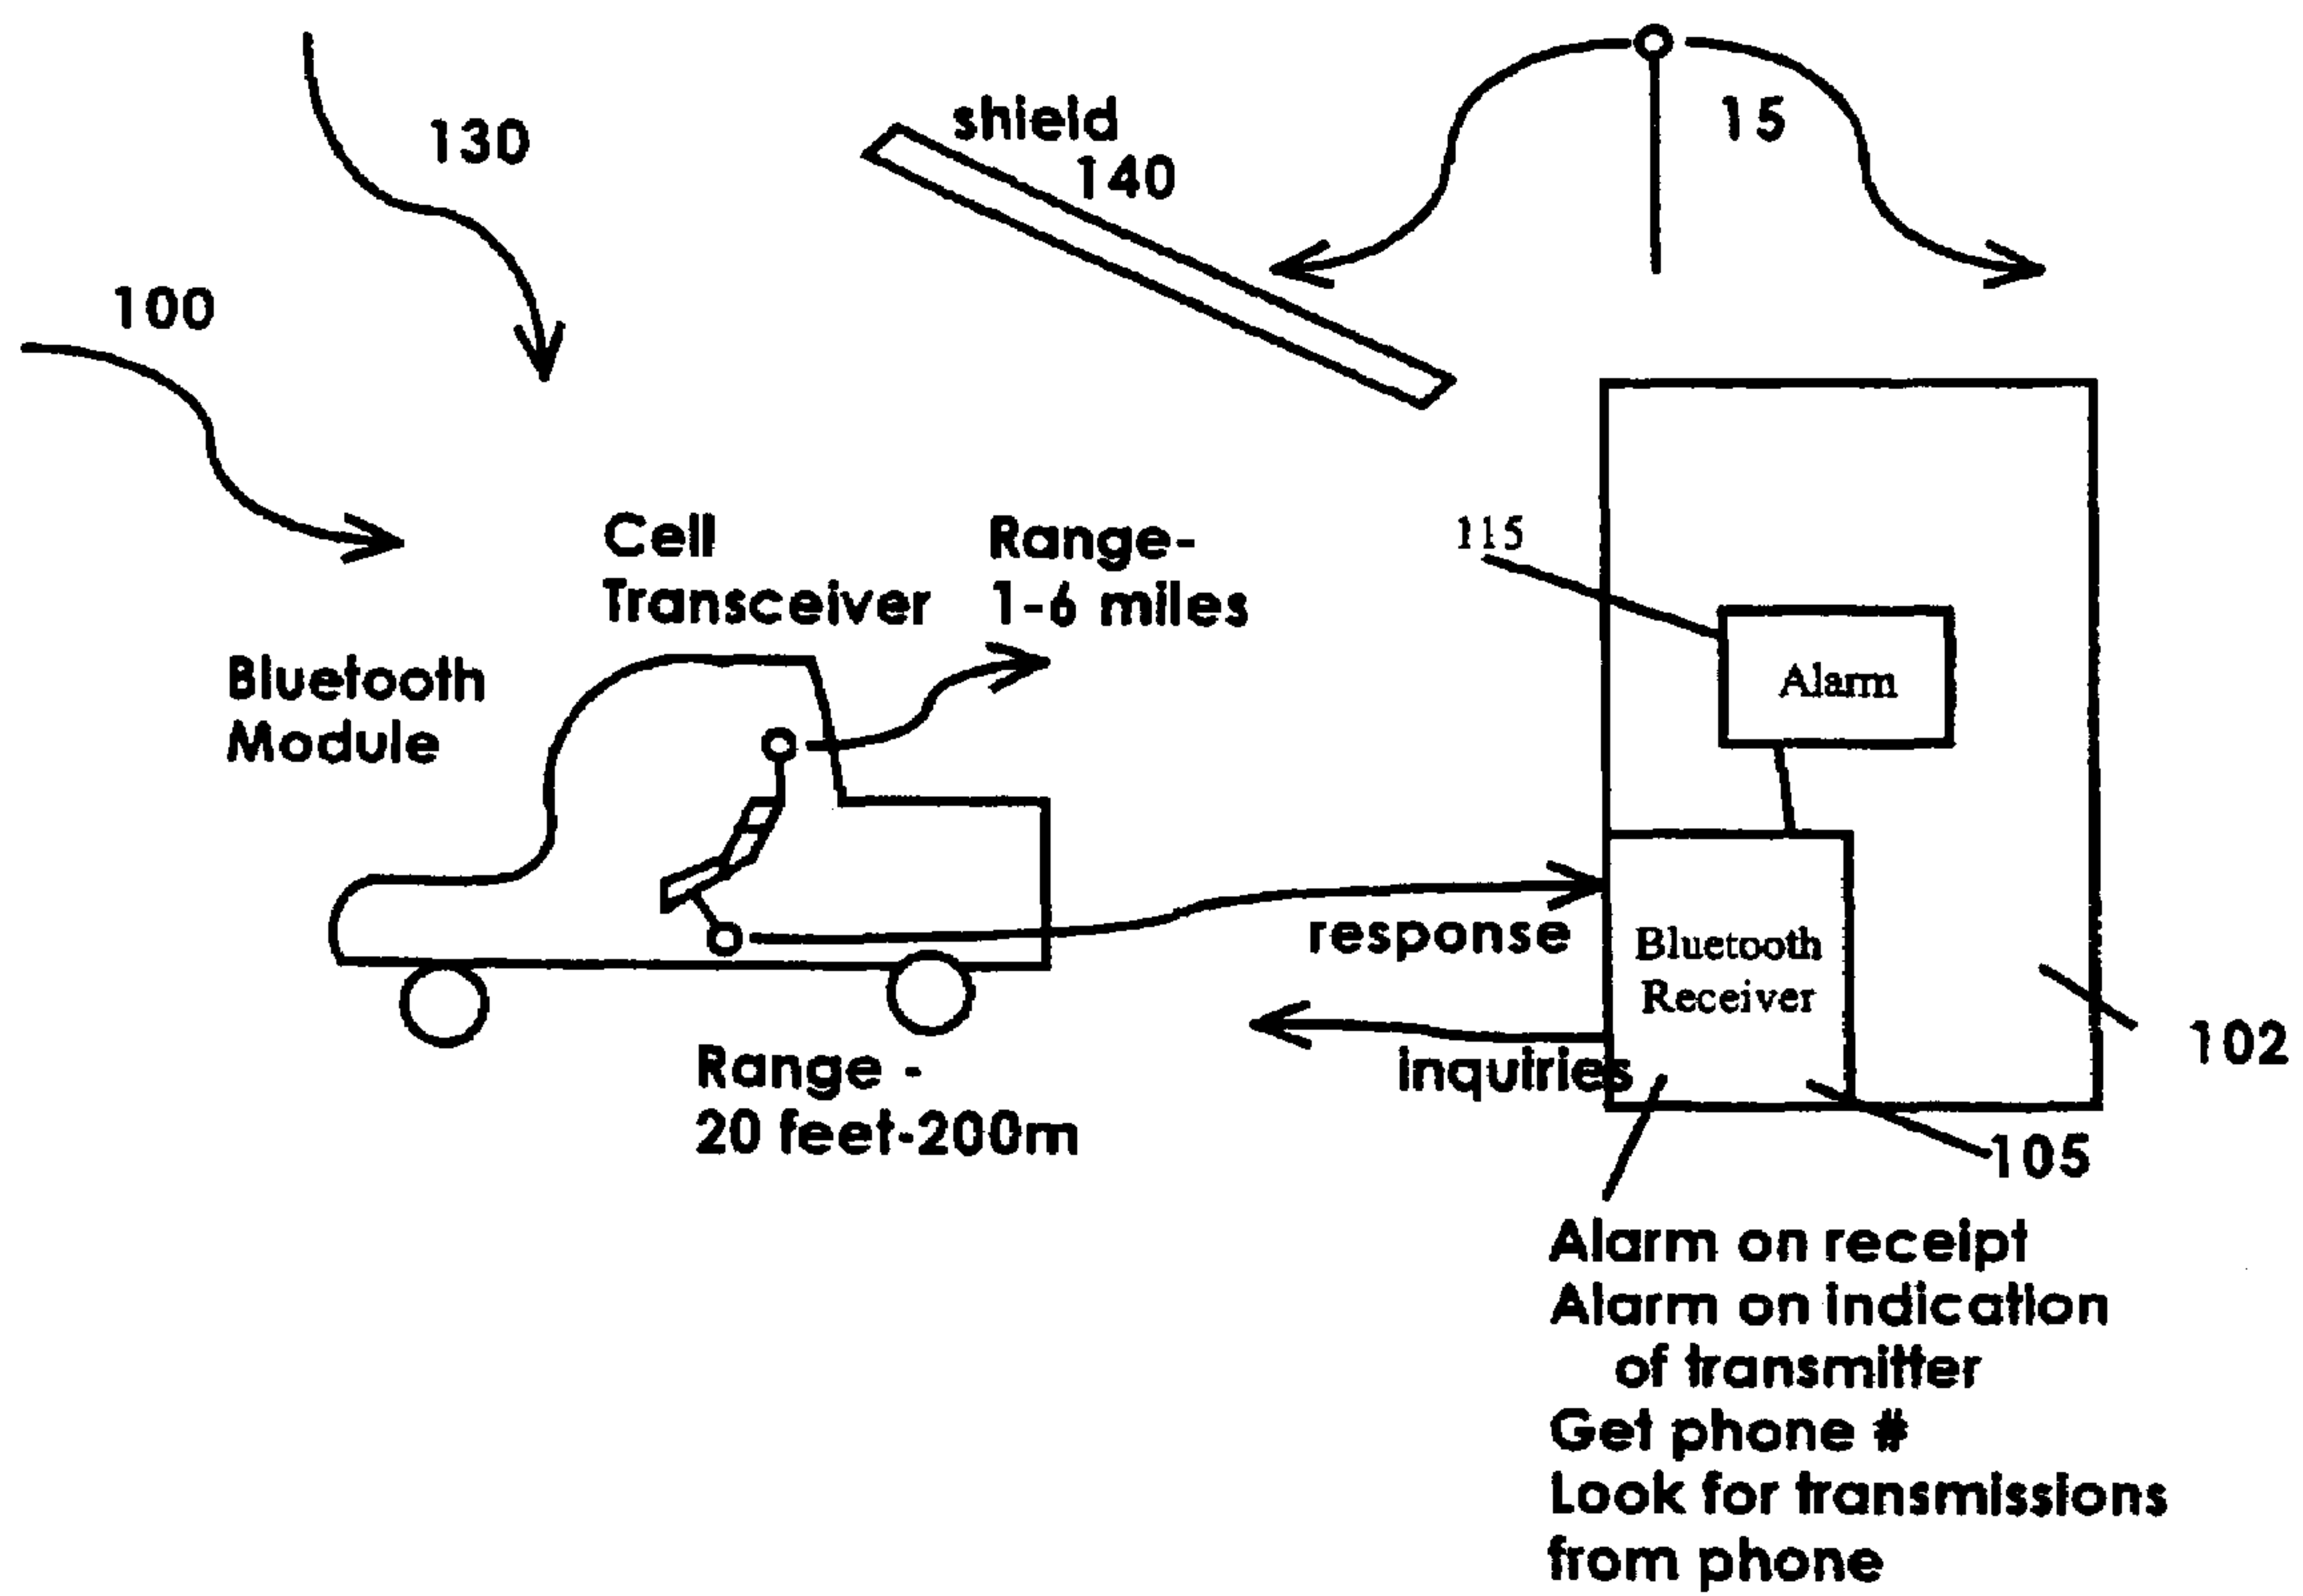 130
shield
140
15
100
Cell
Transceiver
Range-
1-6 miles
115
Bluetooth
Module
Alarm
response
Bluetooth
Receiver
inquiries
102
Range -
20 feet-200m
105
Alarm on receipt
Alarm on indication
of transmitter
Get phone #
Look for transmissions
from phone